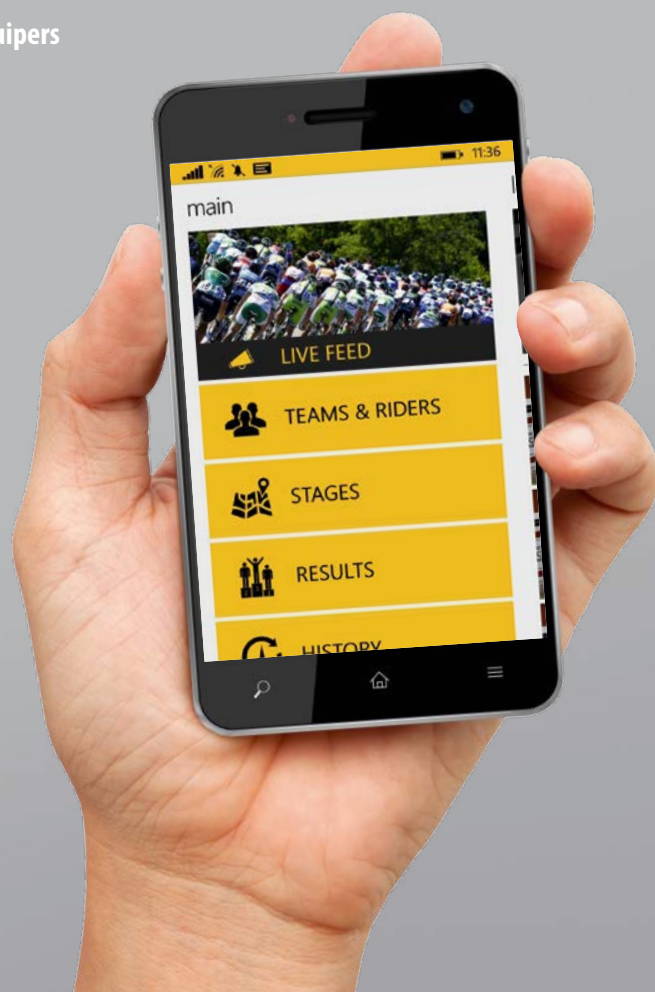 uipers
11:36
main
LIVE FEED
TEAMS & RIDERS
STAGES
RESULTS
HISTORY